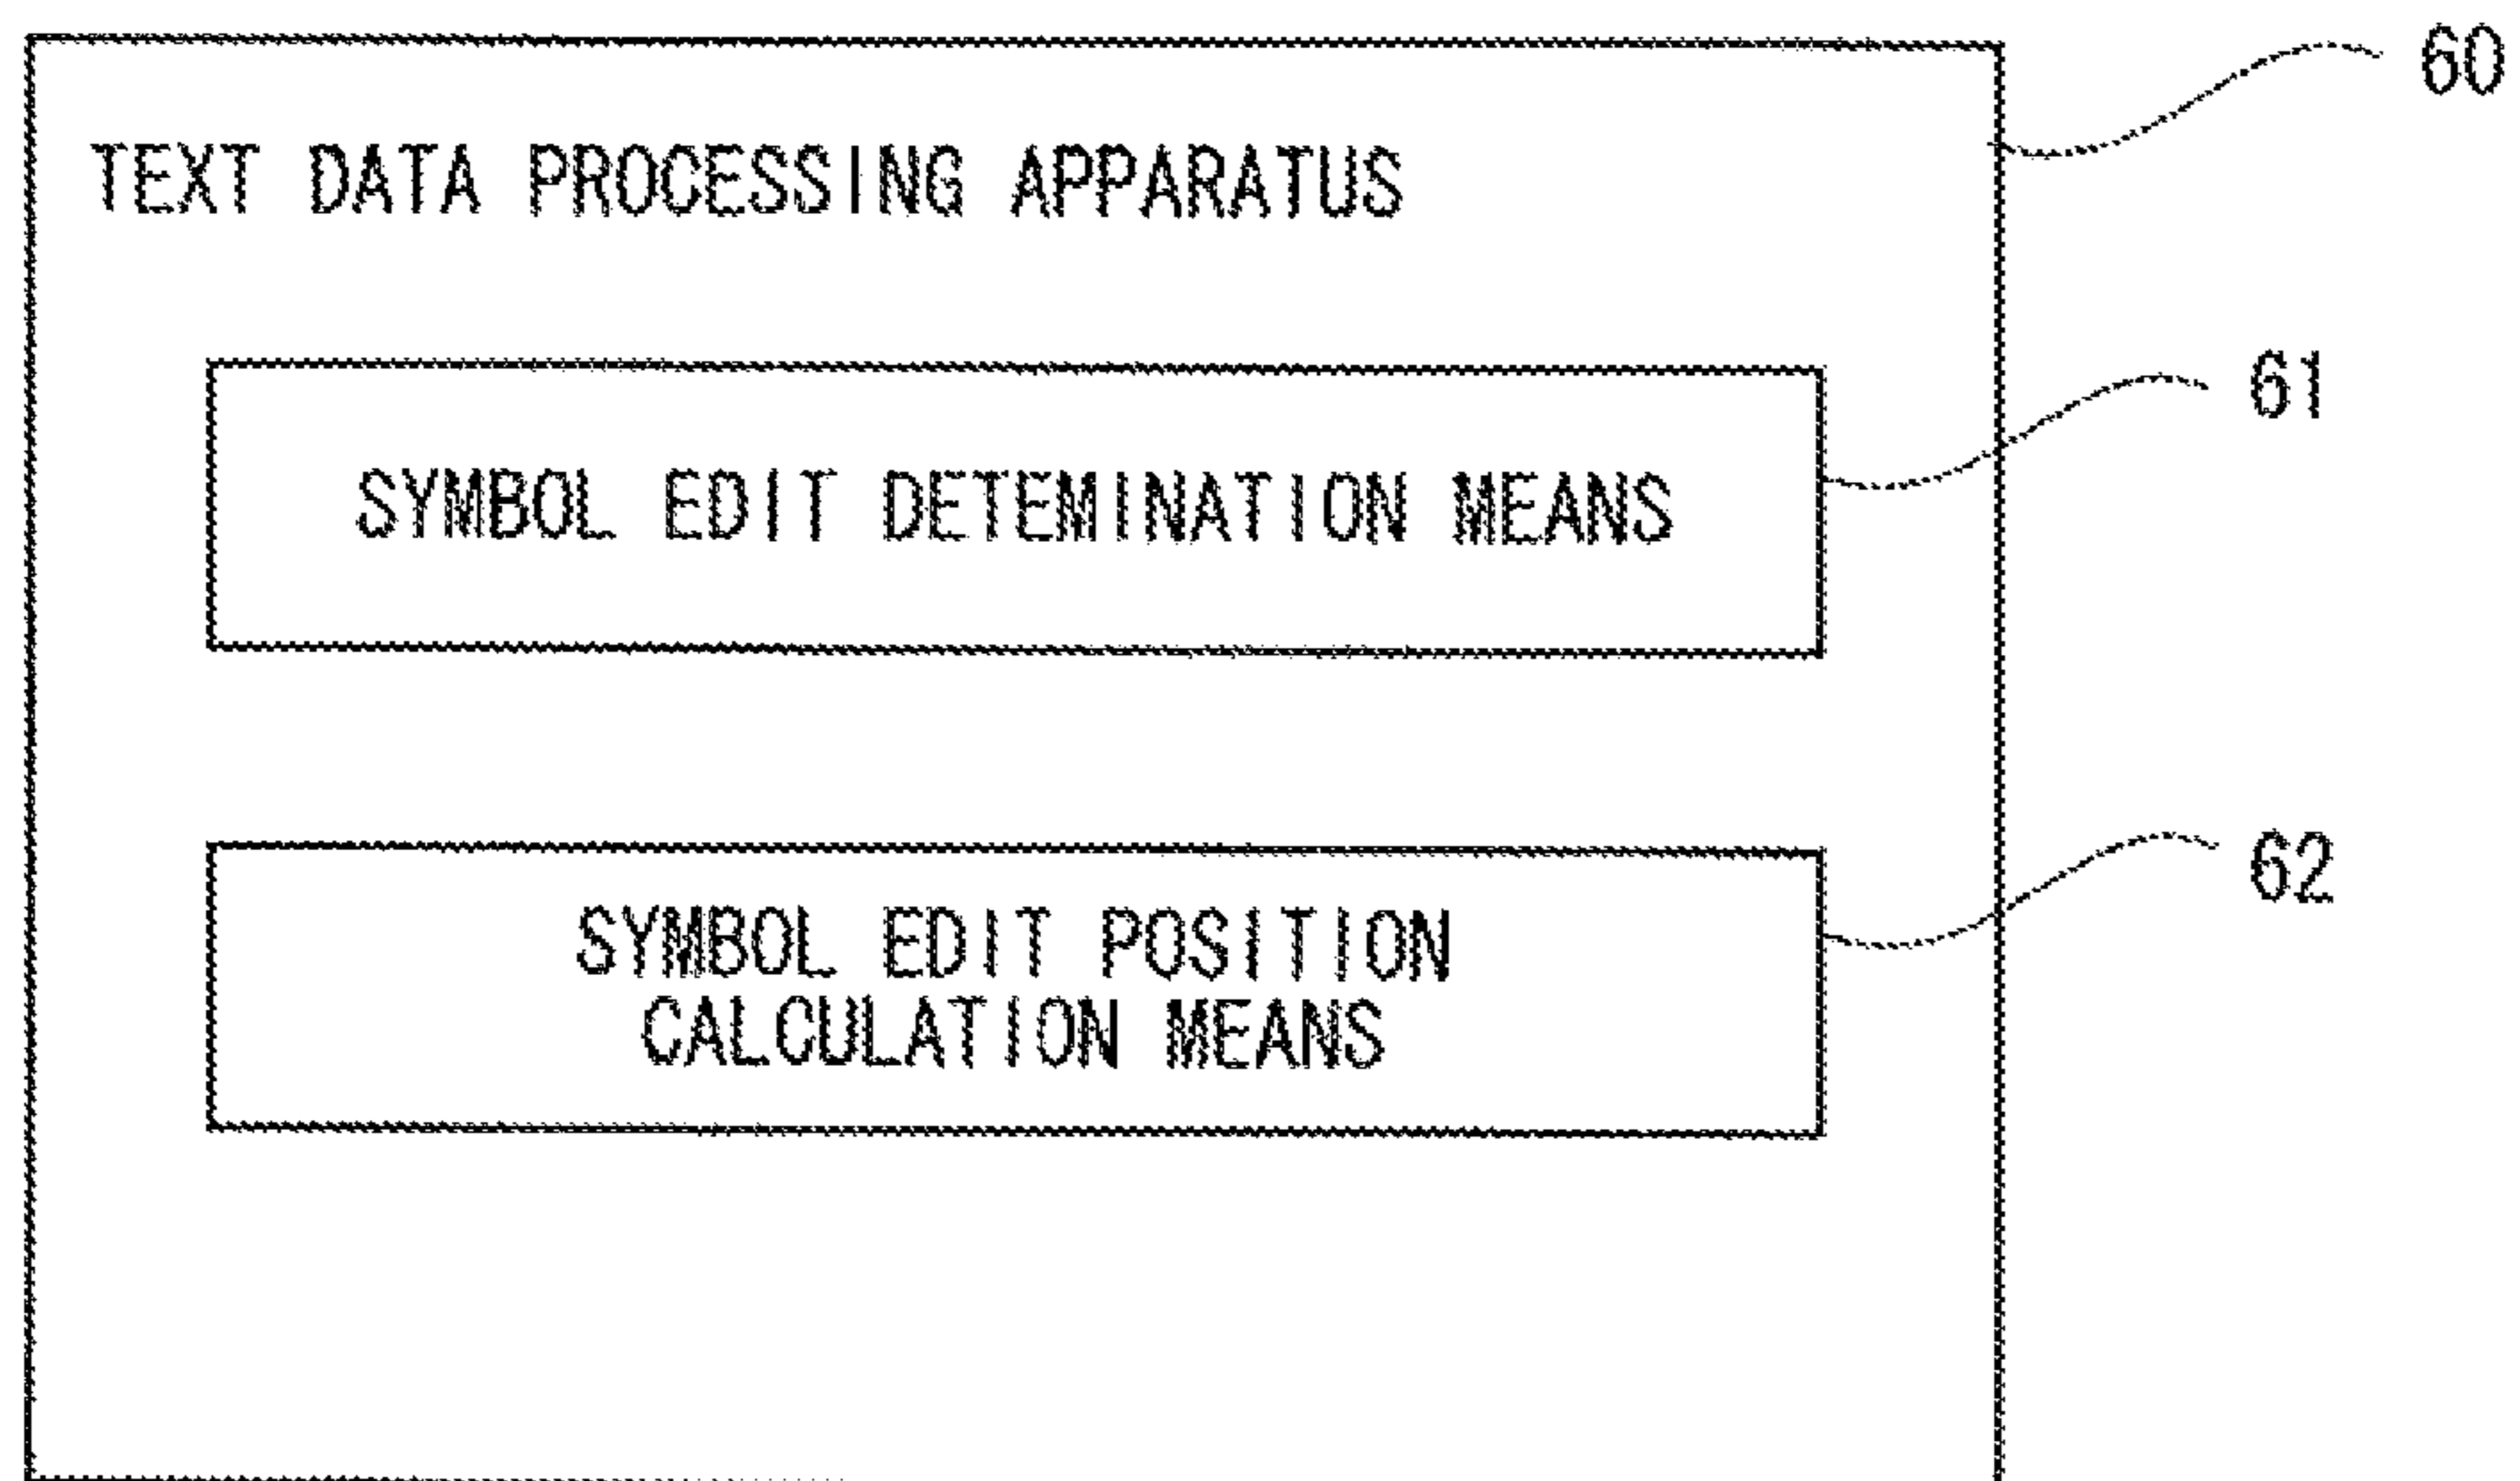 60
TEXT DATA PROCESSING APPARATUS
61
SYMBOL EDIT DETEMINATION MEANS
62
SYMBOL EDIT POSITION
CALCULATION MEANS